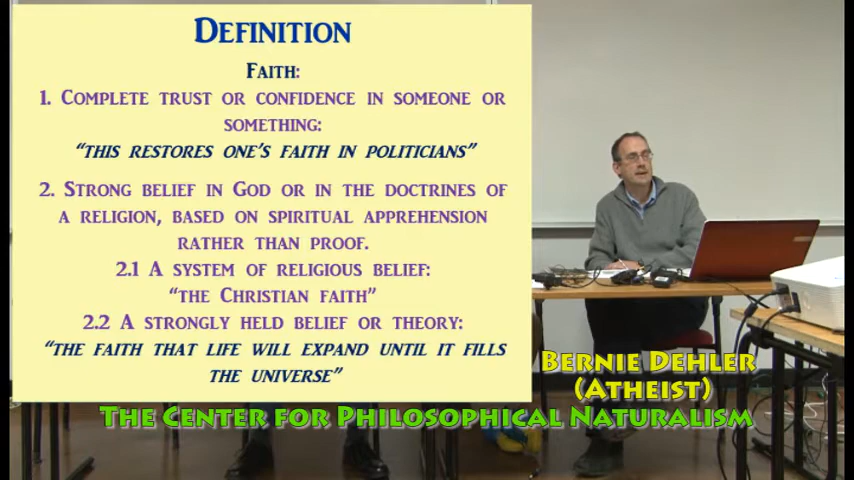 DEFINITION
FAITH:
1. COMPLETE TRUST OR CONFIDENCE IN SOMEONE OR
SOMETHING:
"THIS RESTORES ONE'S FAITH IN POLITICIANS"
2. STRONG BELIEF IN GOD OR IN THE DOCTRINES OF
A RELIGION, BASED ON SPIRITUAL APPREHENSION
RATHER THAN PROOF.
2.1 A SYSTEM OF RELIGIOUS BELIEF:
"THE CHRISTIAN FAITH"
2.2 A STRONGLY HELD BELIEF OR THEORY:
"THE FAITH THAT LIFE WILL EXPAND UNTIL IT FILLS
THE UNIVERSE"
BERNIE DEHLER
(ATHEIST)
THE CENTER FOR PHILOSOPHICAL NATURALISM